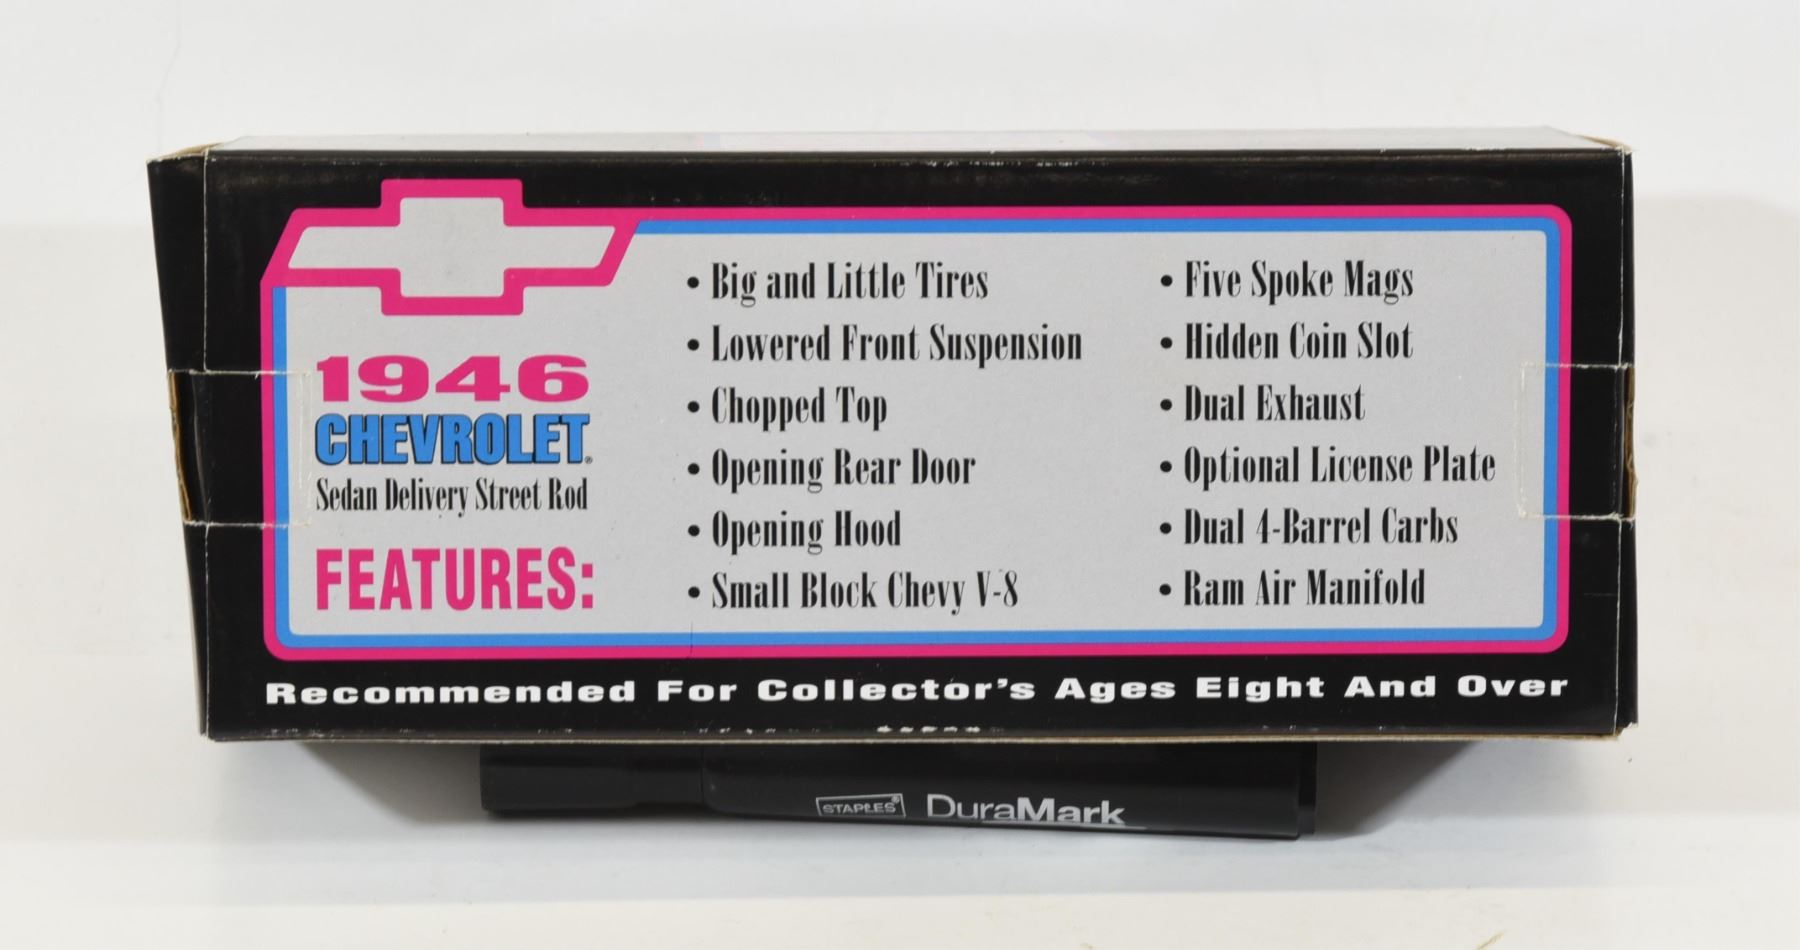 1946
CHEVROLET®
Sedan Delivery Street Rod
FEATURES:
• Big and Little Tires
• Lowered Front Suspension
• Chopped Top
• Opening Rear Door
• Opening Hood
• Small Block Chevy V-8
• Five Spoke Mags
• Hidden Coin Slot
• Dual Exhaust
• Optional License Plate
• Dual 4-Barrel Carbs
• Ram Air Manifold
Recommended For Collector's Ages Eight And Over
STAPLES® DuraMark